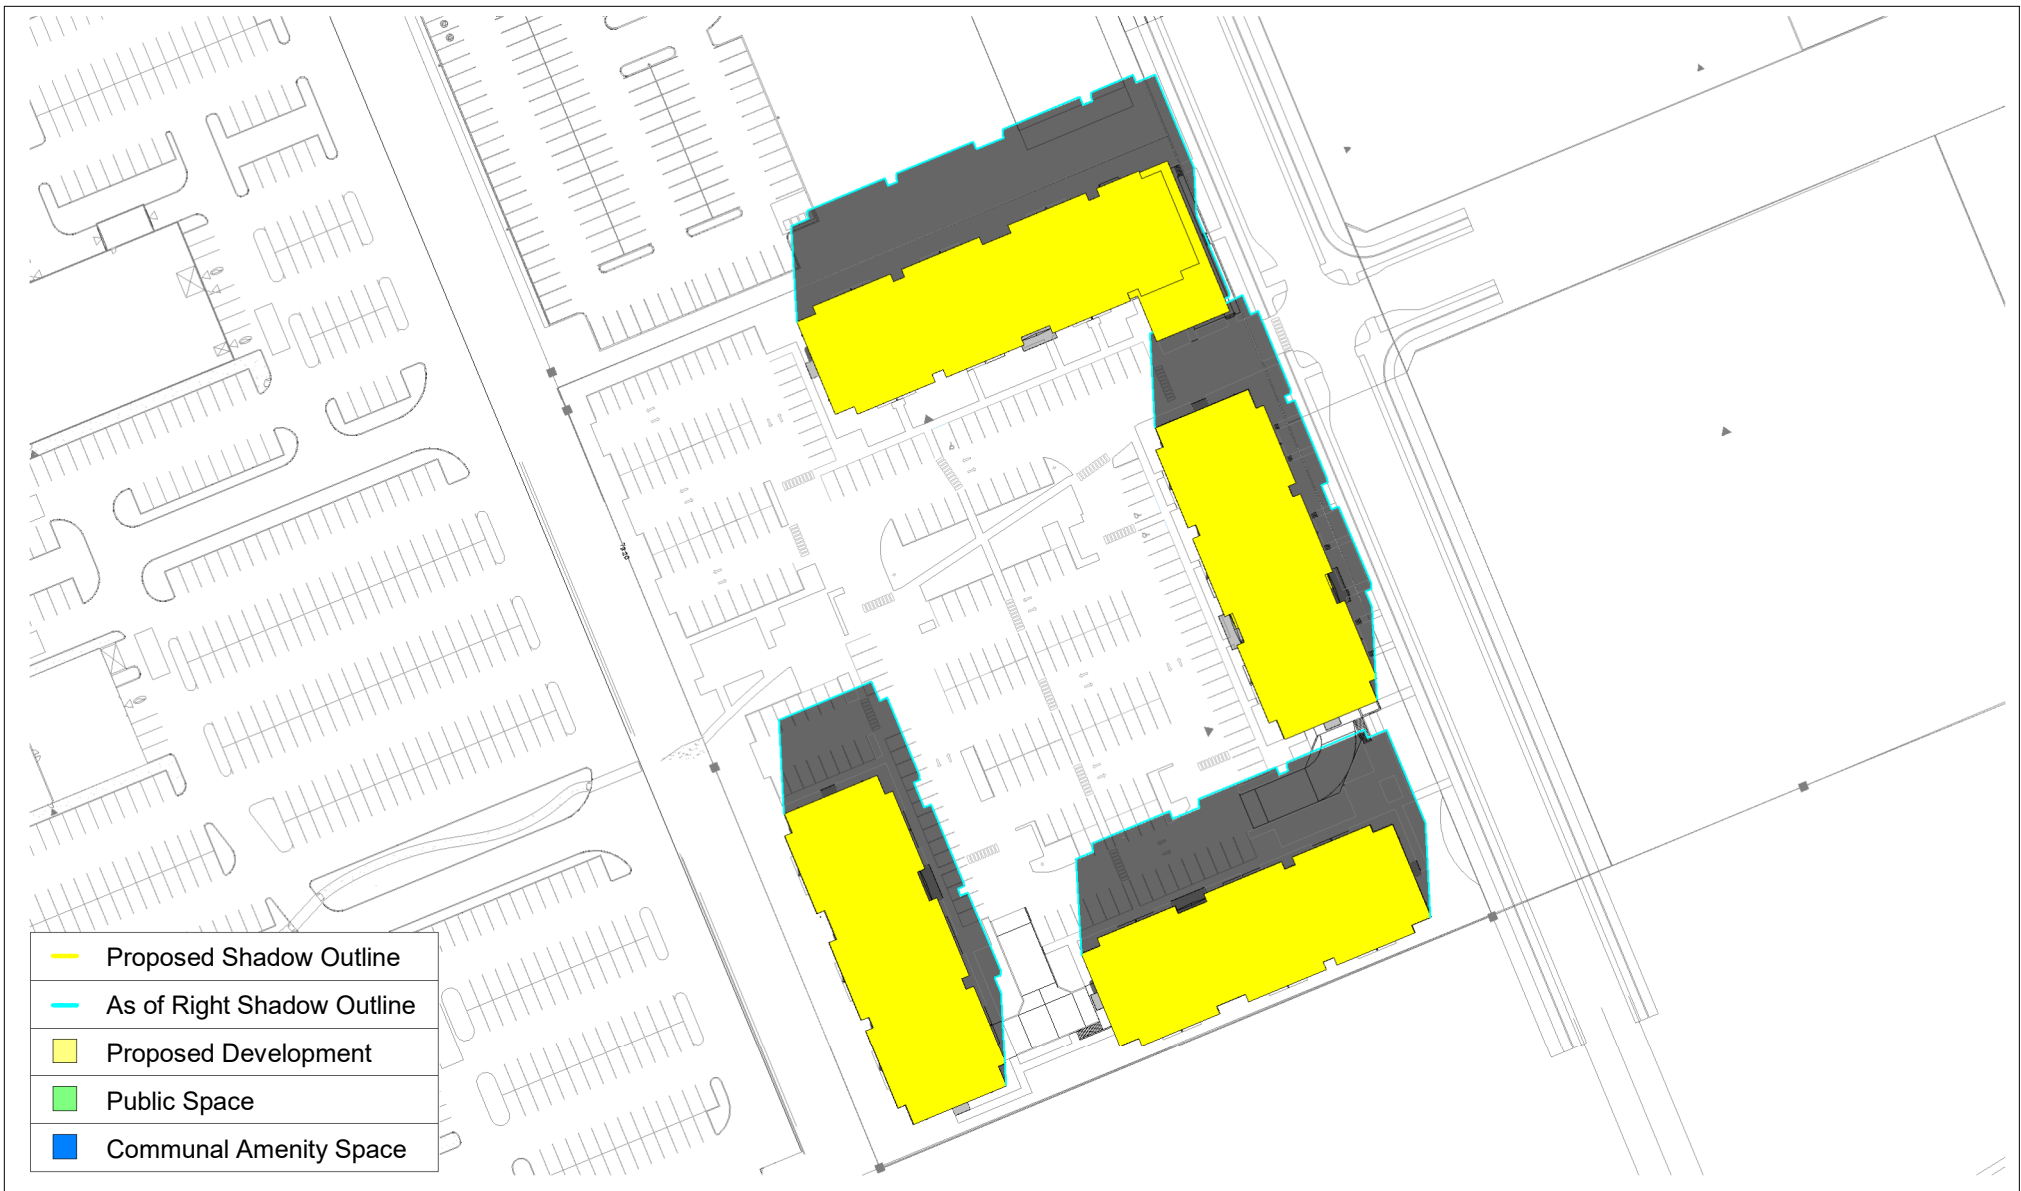 Proposed Shadow Outline
As of Right Shadow Outline
Proposed Development
Public Space
Communal Amenity Space